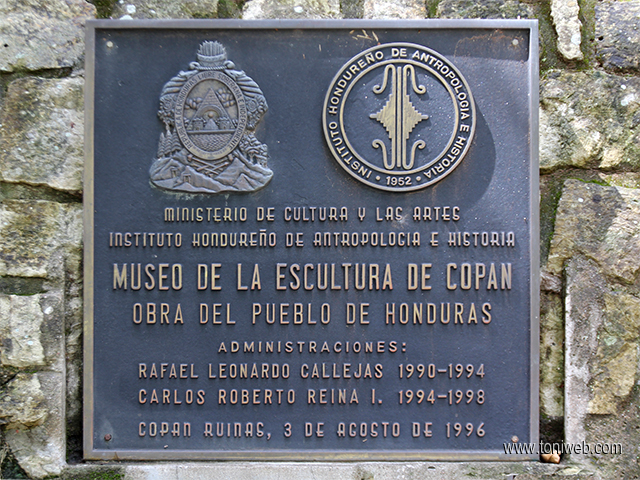 INSTITUTO HONDUREÑO DE ANTROPOLOGIA E HISTORIA
• 1952 •
MINISTERIO DE CULTURA Y LAS ARTES
INSTITUTO HONDUREÑO DE ANTROPOLOGIA E HISTORIA
MUSEO DE LA ESCULTURA DE COPAN
OBRA DEL PUEBLO DE HONDURAS
ADMINISTRACIONES:
RAFAEL LEONARDO CALLEJAS 1990-1994
CARLOS ROBERTO REINA I. 1994-1998
COPAN RUINAS, 3 DE AGOSTO DE 1996
www.toniweb.com